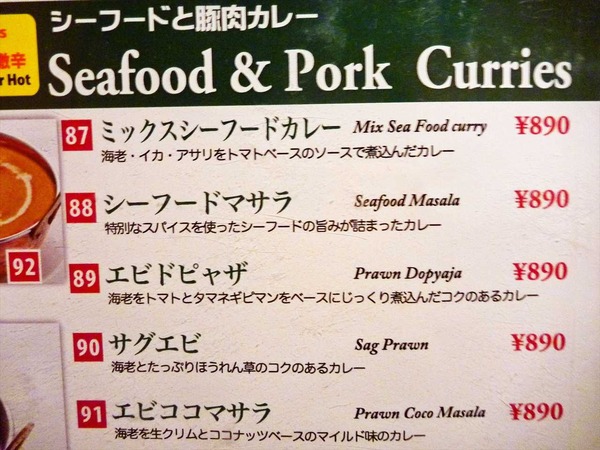 シーフードと豚肉カレー
Seafood & Pork Curries
激辛
Hot
87 ミックスシーフードカレー Mix Sea Food curry ¥890
海老・イカ・アサリをトマトベースのソースで煮込んだカレー
88 シーフードマサラ Seafood Masala ¥890
特別なスパイスを使ったシーフードの旨みが詰まったカレー
92
89 エビドピャザ Prawn Dopyaja ¥890
海老をトマトとタマネギピマンをベースにじっくり煮込んだコクのあるカレー
90 サグエビ Sag Prawn ¥890
海老とたっぷりほうれん草のコクのあるカレー
91 エビココマサラ Prawn Coco Masala ¥890
海老を生クリムとココナッツベースのマイルド味のカレー